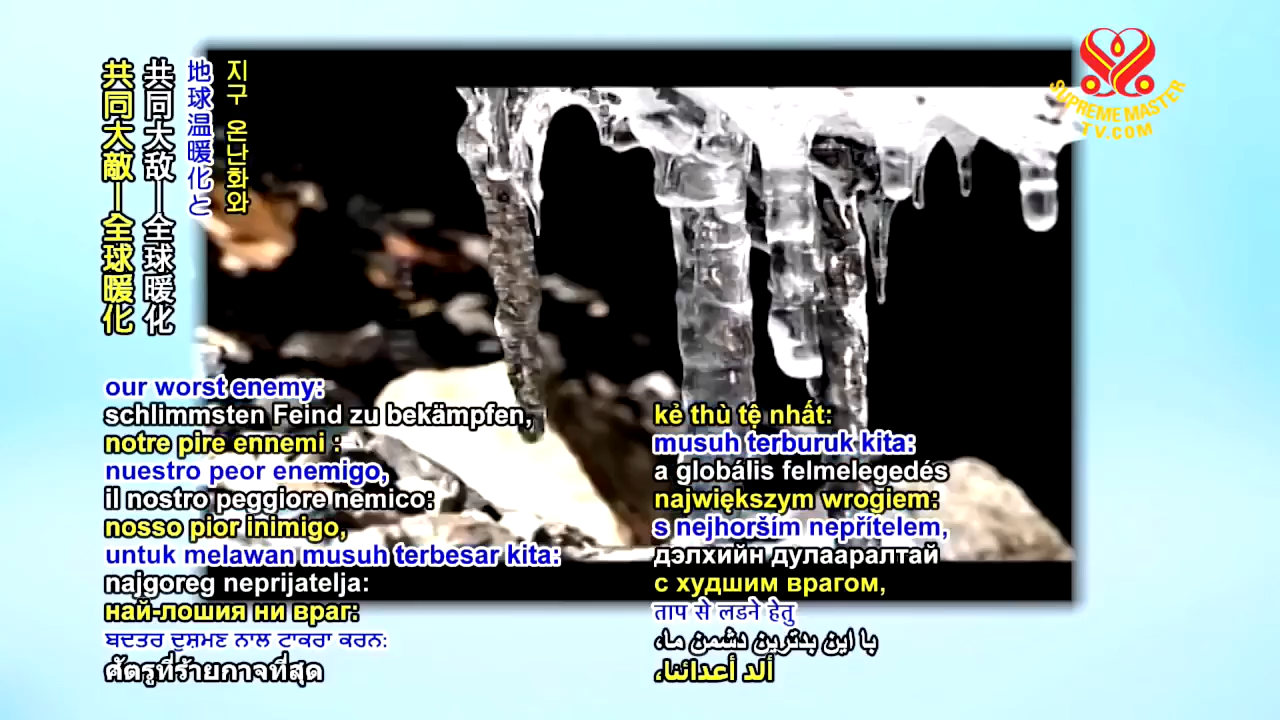 共同大敵—全球暖化
共同大敌—全球暖化
地球温暖化と
지구 온난화와
SUPREME MASTER
TV.COM
our worst enemy:
schlimmsten Feind zu bekämpfen,
notre pire ennemi :
nuestro peor enemigo,
il nostro peggiore nemico:
nosso pior inimigo,
untuk melawan musuh terbesar kita:
najgoreg neprijatelja:
най-лошия ни враг:
ਬਦਤਰ ਦੁਸ਼ਮਣ ਨਾਲ ਟਾਕਰਾ ਕਰਨ:
ศัตรูที่ร้ายกาจที่สุด
kẻ thù tệ nhất:
musuh terburuk kita:
a globális felmelegedés
największym wrogiem:
s nejhorším nepřítelem,
дэлхийн дулааралтай
с худшим врагом,
ताप से लडने हेतु
با این بدترین دشمن ما،
ألد أعدائنا،